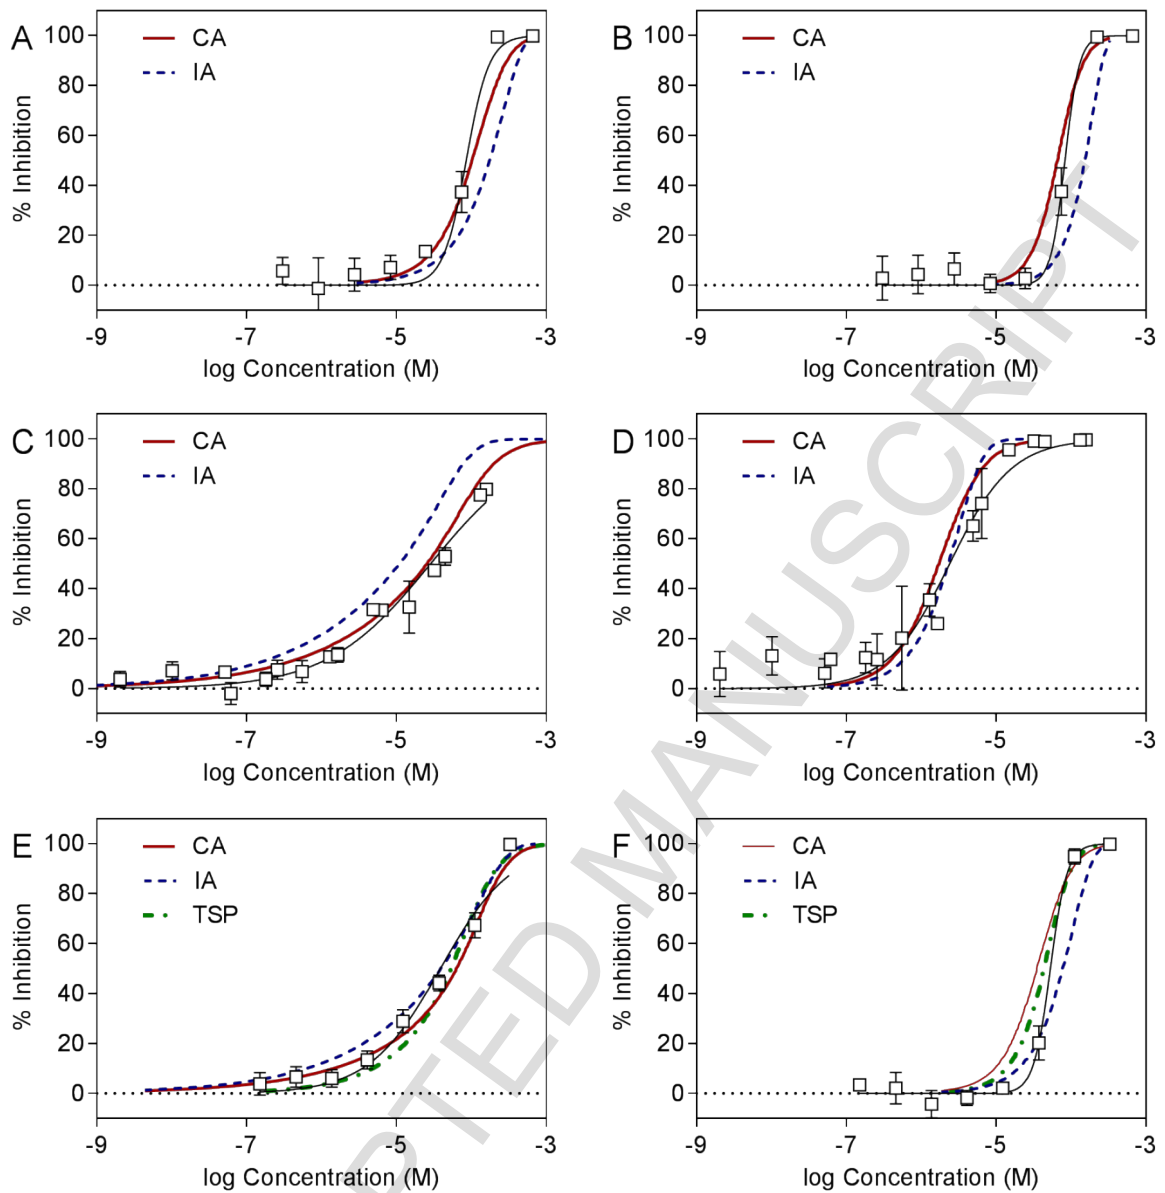 A
CA
IA
100
80
60
40
20
0
% Inhibition
-9
-7
-5
-3
log Concentration (M)
B
CA
IA
100
80
60
40
20
0
% Inhibition
-9
-7
-5
-3
log Concentration (M)
C
CA
IA
100
80
60
40
20
0
% Inhibition
-9
-7
-5
-3
log Concentration (M)
D
CA
IA
100
80
60
40
20
0
% Inhibition
-9
-7
-5
-3
log Concentration (M)
E
CA
IA
TSP
100
80
60
40
20
0
% Inhibition
-9
-7
-5
-3
log Concentration (M)
F
CA
IA
TSP
100
80
60
40
20
0
% Inhibition
-9
-7
-5
-3
log Concentration (M)
PTED MANUSCRIPT